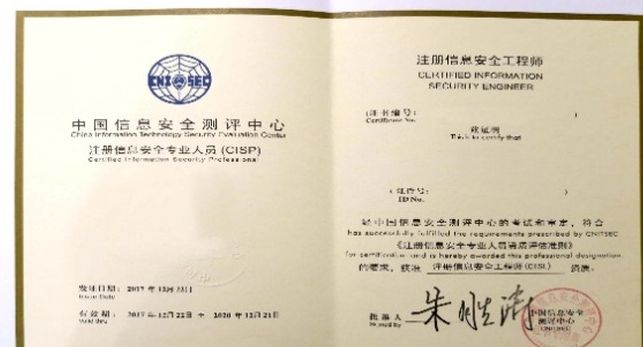 CNITSEC
中国信息安全测评中心
China Information Technology Security Evaluation Center
注册信息安全专业人员(CISP)
Certified Information Security Professional
发证日期: 2017年12月22日
Issue Date
有效期: 2017年12月22日 至 2020年12月21日
Valid thru
注册信息安全工程师
CERTIFIED INFORMATION
SECURITY ENGINEER
(证书编号: )
Certificate No.
兹证明
This is to certify that
(证件号: )
ID No.
经中国信息安全测评中心的考试和审定,符合
has successfully fulfilled the requirements prescribed by CNITSEC
《注册信息安全专业人员资质评估准则》
for certification and is hereby awarded this professional designation
的要求,获准 注册信息安全工程师(CISE) 资质。
批准人
Issued by
中国信息安全
测评中心
CNITSEC